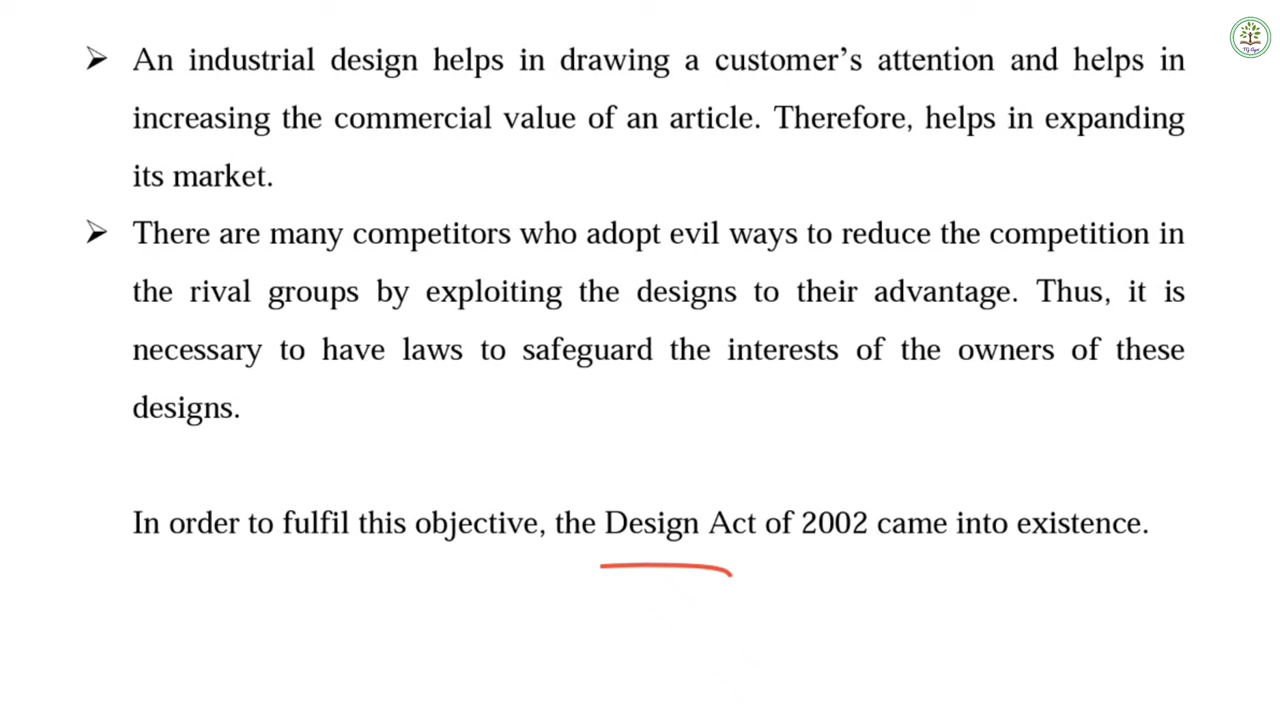 ➢ An industrial design helps in drawing a customer’s attention and helps in
increasing the commercial value of an article. Therefore, helps in expanding
its market.
➢ There are many competitors who adopt evil ways to reduce the competition in
the rival groups by exploiting the designs to their advantage. Thus, it is
necessary to have laws to safeguard the interests of the owners of these
designs.
In order to fulfil this objective, the Design Act of 2002 came into existence.